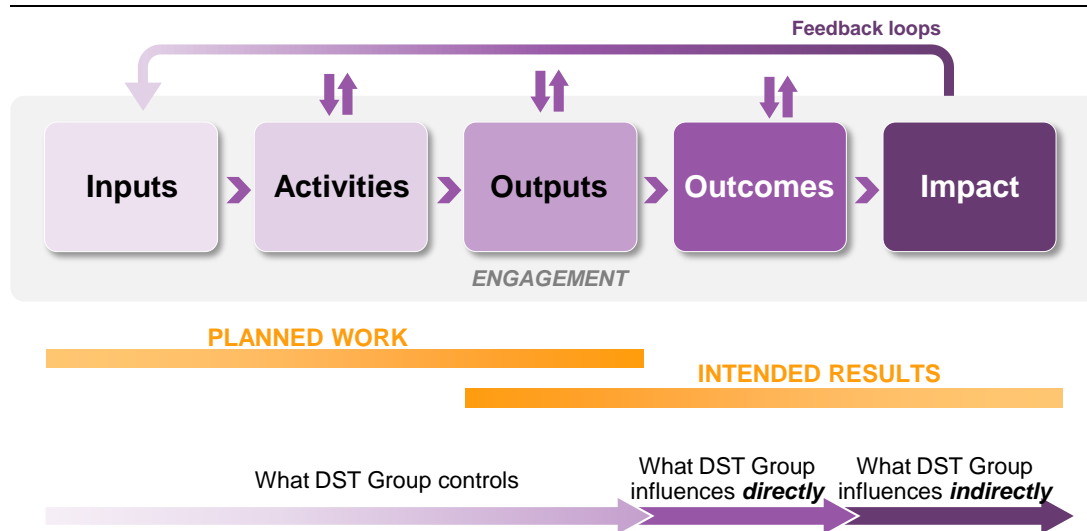 Feedback loops
Inputs
Activities
Outputs
Outcomes
Impact
ENGAGEMENT
PLANNED WORK
INTENDED RESULTS
What DST Group controls
What DST Group
influences directly
What DST Group
influences indirectly